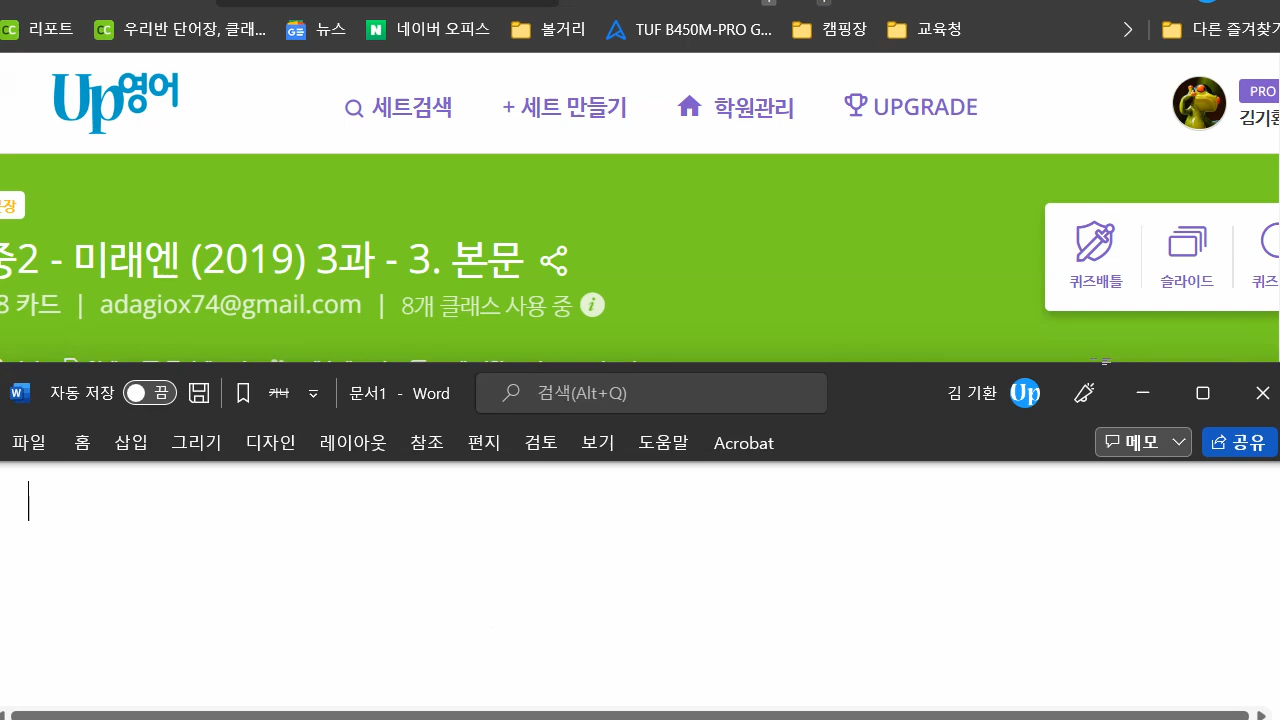 리포트 우리반 단어장, 클래... 뉴스 네이버 오피스 볼거리 TUF B450M-PRO G... 캠핑장 교육청 다른 즐겨찾기
Up영어 세트검색 + 세트 만들기 학원관리 UPGRADE PRO
김기환
문장
중2 - 미래엔 (2019) 3과 - 3. 본문
8 카드 | adagiox74@gmail.com | 8개 클래스 사용 중
퀴즈배틀 슬라이드 퀴즈
자동 저장 끔 가나 문서1 - Word 검색(Alt+Q) 김 기환 Up
파일 홈 삽입 그리기 디자인 레이아웃 참조 편지 검토 보기 도움말 Acrobat 메모 공유